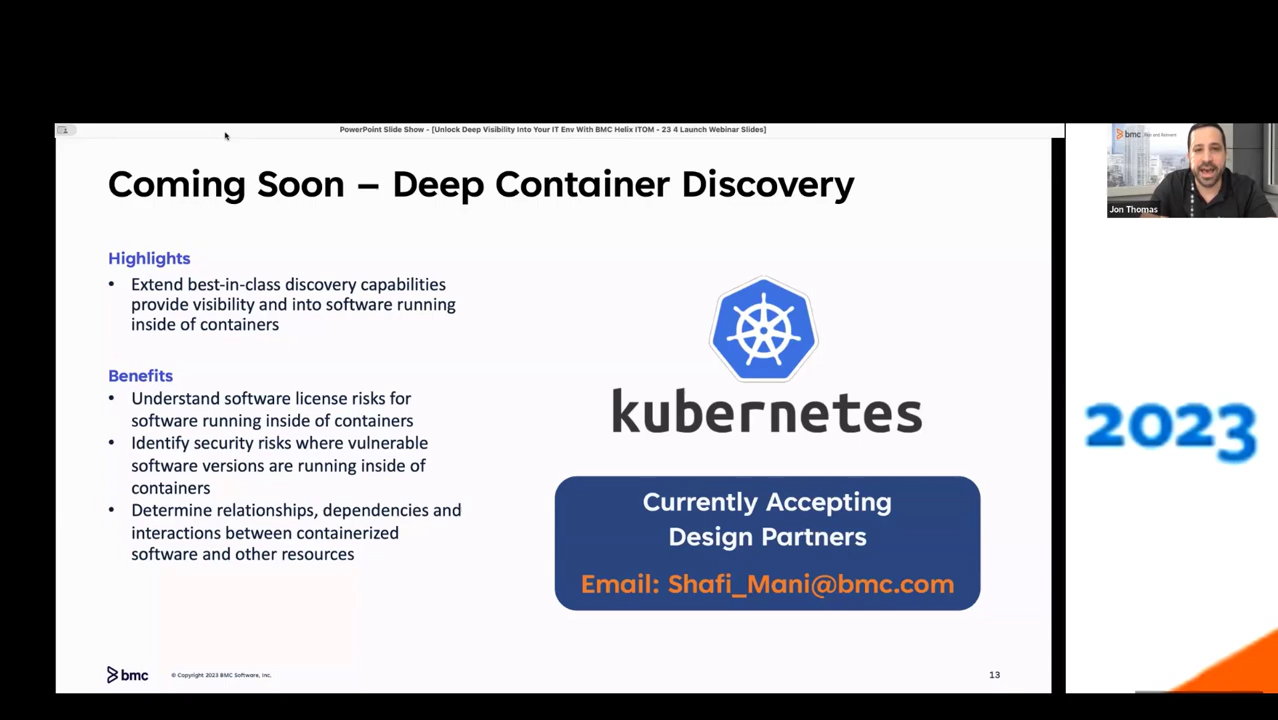 PowerPoint Slide Show - [Unlock Deep Visibility Into Your IT Env With BMC Helix ITOM - 23 4 Launch Webinar Slides]
Coming Soon – Deep Container Discovery
Highlights
• Extend best-in-class discovery capabilities
provide visibility and into software running
inside of containers
Benefits
• Understand software license risks for
software running inside of containers
• Identify security risks where vulnerable
software versions are running inside of
containers
• Determine relationships, dependencies and
interactions between containerized
software and other resources
kubernetes
Currently Accepting
Design Partners
Email: Shafi_Mani@bmc.com
bmc
© Copyright 2023 BMC Software, Inc.
13
bmc
and Reinvent
Jon Thomas
2023